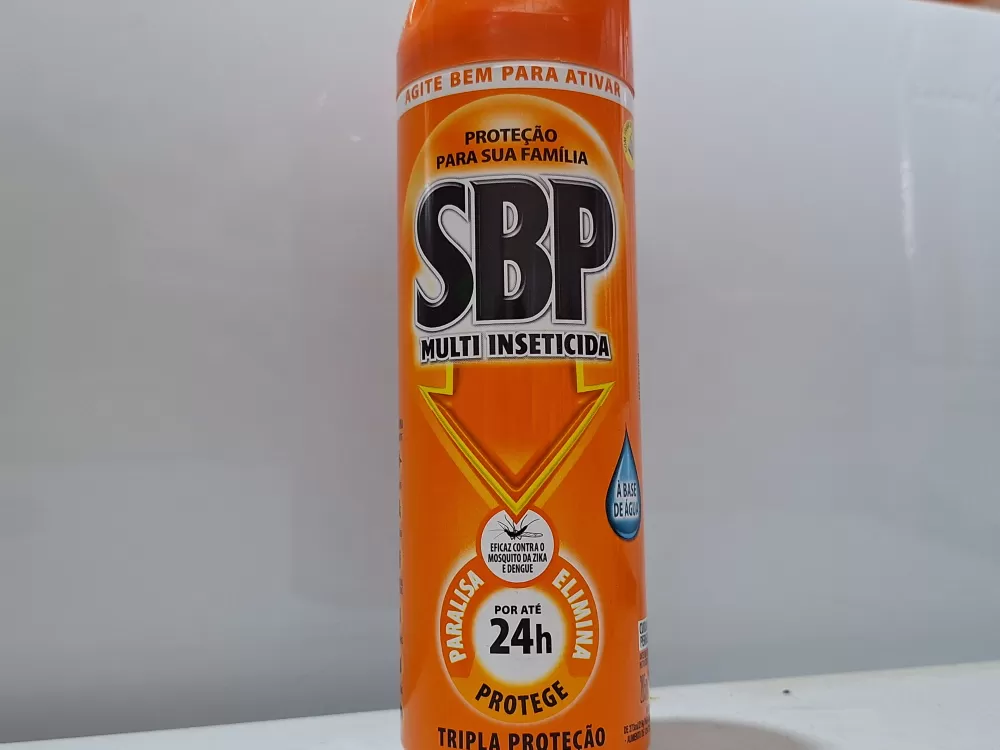 AGITE BEM PARA ATIVAR
PROTEÇÃO
PARA SUA FAMÍLIA
SBP
MULTI INSETICIDA
À BASE
DE ÁGUA
EFICAZ CONTRA O
MOSQUITO DA ZIKA
E DENGUE
PARALISA
ELIMINA
POR ATÉ
24h
PROTEGE
TRIPLA PROTEÇÃO